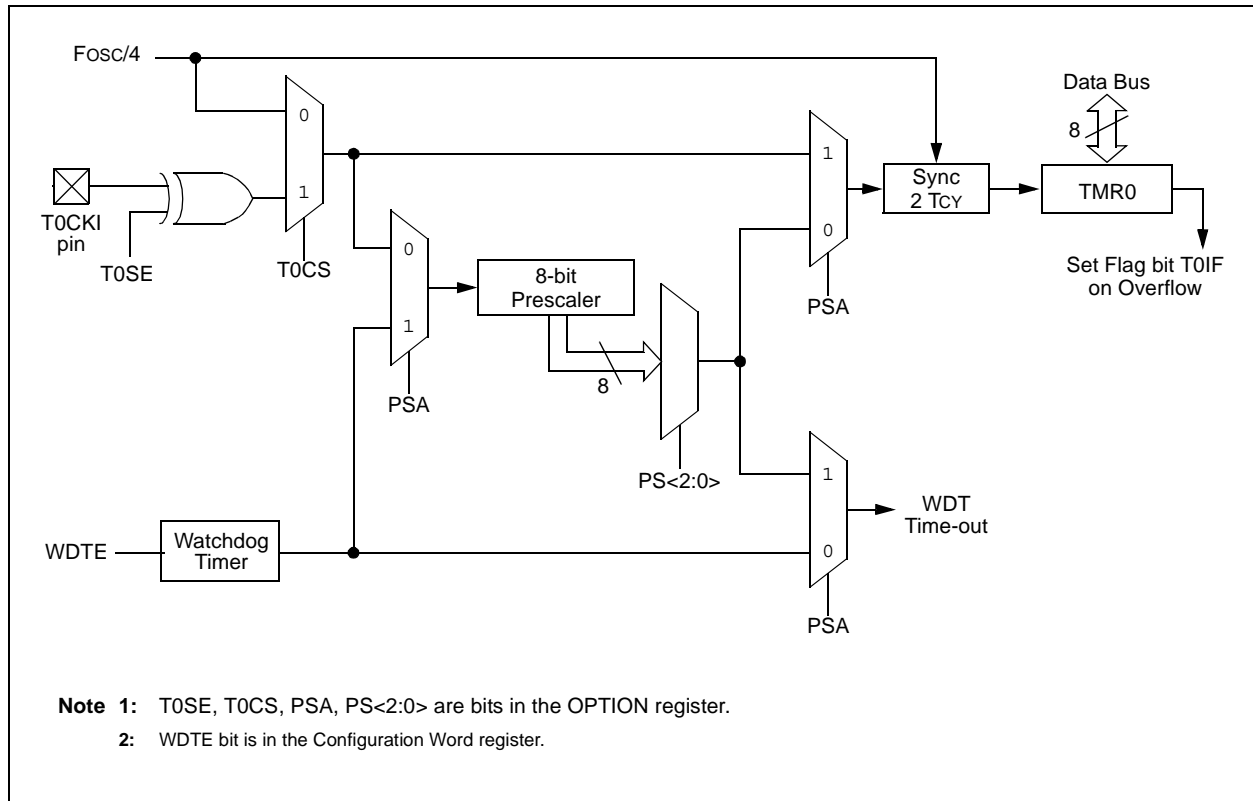 FOSC/4
Data Bus
0
8
1
Sync
2 TCY
TMR0
1
T0CKI
pin
T0SE
T0CS
0
8-bit
Prescaler
0
Set Flag bit T0IF
on Overflow
1
PSA
8
PSA
PS<2:0>
1
WDT
Time-out
WDTE
Watchdog
Timer
0
PSA
Note 1: T0SE, T0CS, PSA, PS<2:0> are bits in the OPTION register.
2: WDTE bit is in the Configuration Word register.